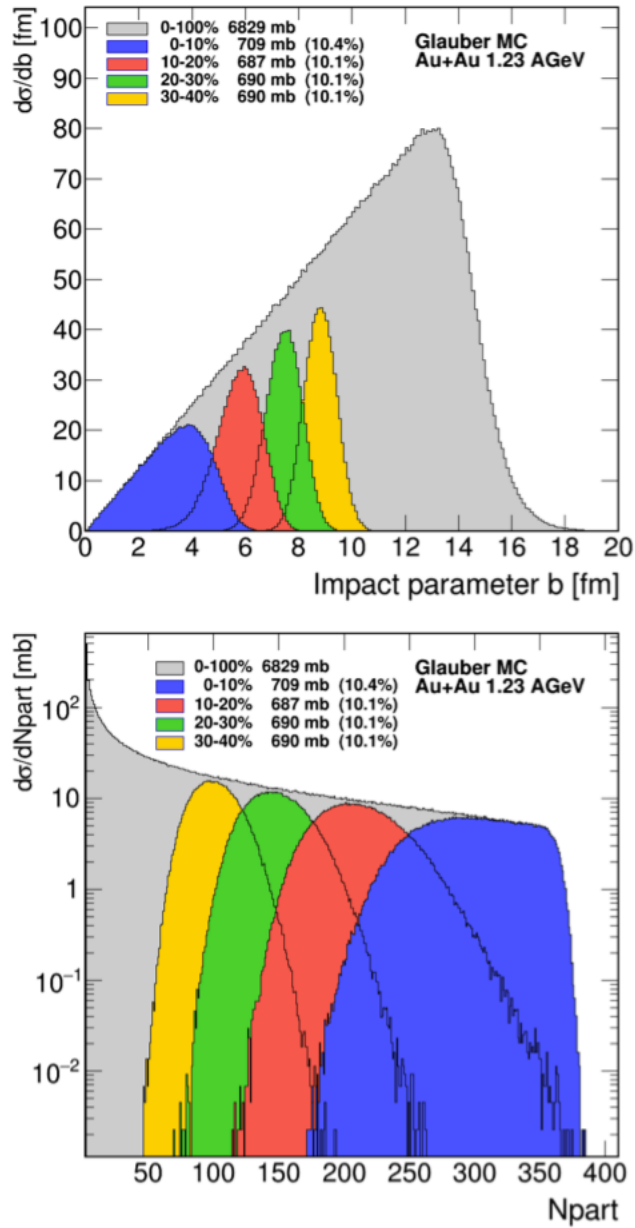 dσ/db [fm]
100
90
80
70
60
50
40
30
20
10
0
0-100% 6829 mb
0-10% 709 mb (10.4%)
10-20% 687 mb (10.1%)
20-30% 690 mb (10.1%)
30-40% 690 mb (10.1%)
Glauber MC
Au+Au 1.23 AGeV
0 2 4 6 8 10 12 14 16 18 20
Impact parameter b [fm]
dσ/dNpart [mb]
10²
10
1
10⁻¹
10⁻²
0-100% 6829 mb
0-10% 709 mb (10.4%)
10-20% 687 mb (10.1%)
20-30% 690 mb (10.1%)
30-40% 690 mb (10.1%)
Glauber MC
Au+Au 1.23 AGeV
50 100 150 200 250 300 350 400
Npart